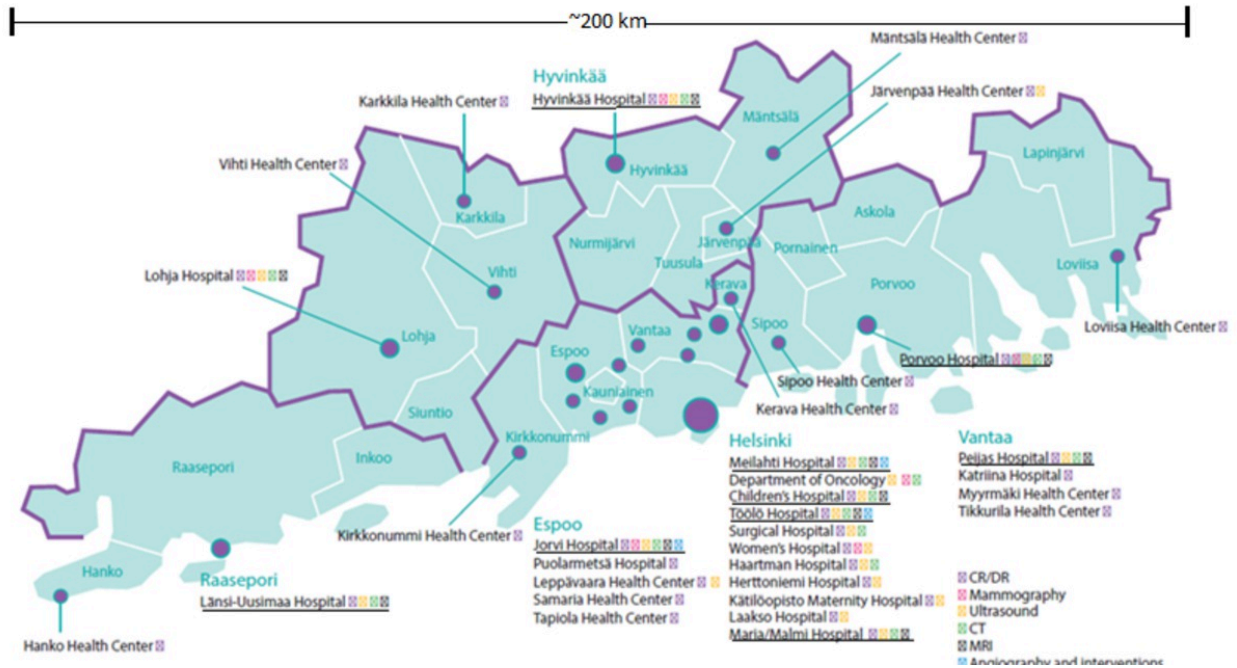 ~200 km
Mäntsälä Health Center
Hyvinkää
Järvenpää Health Center
Karkkila Health Center
Hyvinkää Hospital
Mäntsälä
Vihti Health Center
Lapinjärvi
Hyvinkää
Karkkila
Askola
Nurmijärvi
Järvenpää
Pornainen
Tuusula
Lohja Hospital
Vihti
Loviisa
Kerava
Porvoo
Lohja
Vantaa
Sipoo
Loviisa Health Center
Espoo
Porvoo Hospital
Sipoo Health Center
Kauniainen
Siuntio
Kerava Health Center
Kirkkonummi
Raasepori
Inkoo
Kirkkonummi Health Center
Hanko
Hanko Health Center
Raasepori
Länsi-Uusimaa Hospital
Espoo
Jorvi Hospital
Puolarmetsä Hospital
Leppävaara Health Center
Samaria Health Center
Tapiola Health Center
Helsinki
Meilahti Hospital
Department of Oncology
Children's Hospital
Töölö Hospital
Surgical Hospital
Women's Hospital
Haartman Hospital
Herttoniemi Hospital
Kätilöopisto Maternity Hospital
Laakso Hospital
Maria/Malmi Hospital
Vantaa
Peijas Hospital
Katriina Hospital
Myyrmäki Health Center
Tikkurila Health Center
CR/DR
Mammography
Ultrasound
CT
MRI
Angiography and interventions